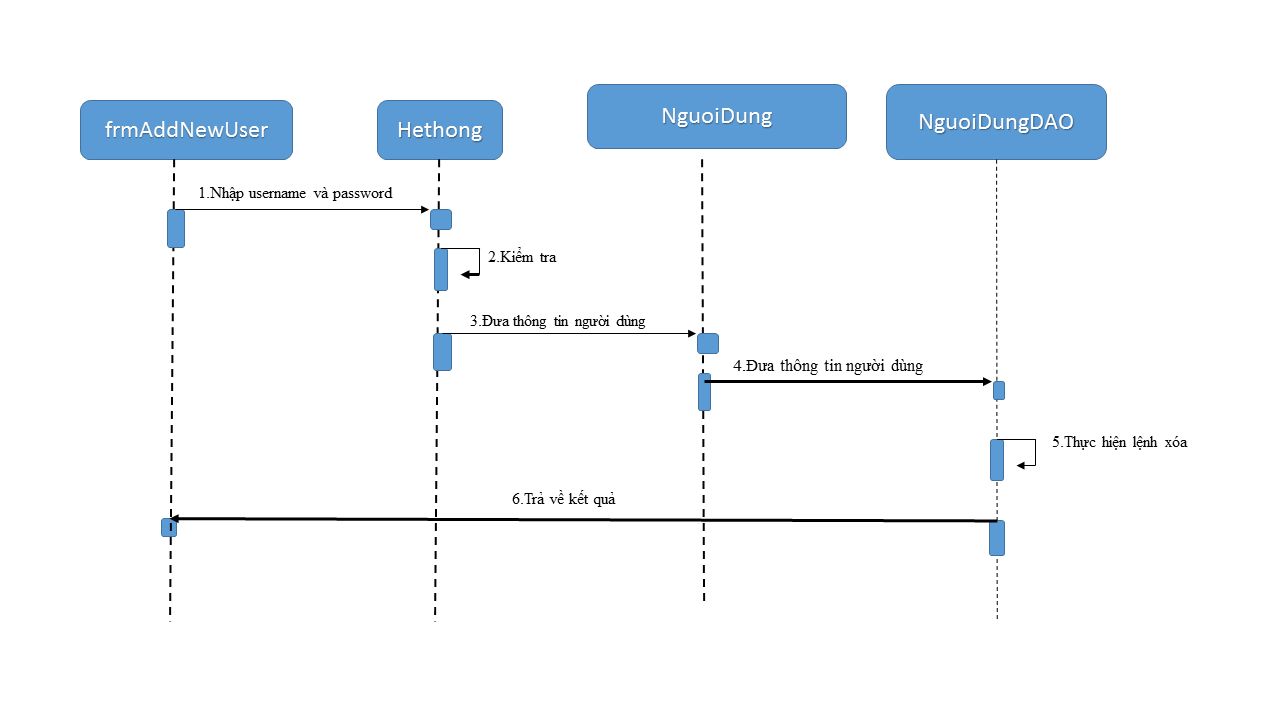 frmAddNewUser
Hethong
NguoiDung
NguoiDungDAO
1.Nhập username và password
2.Kiểm tra
3.Đưa thông tin người dùng
4.Đưa thông tin người dùng
5.Thực hiện lệnh xóa
6.Trả về kết quả